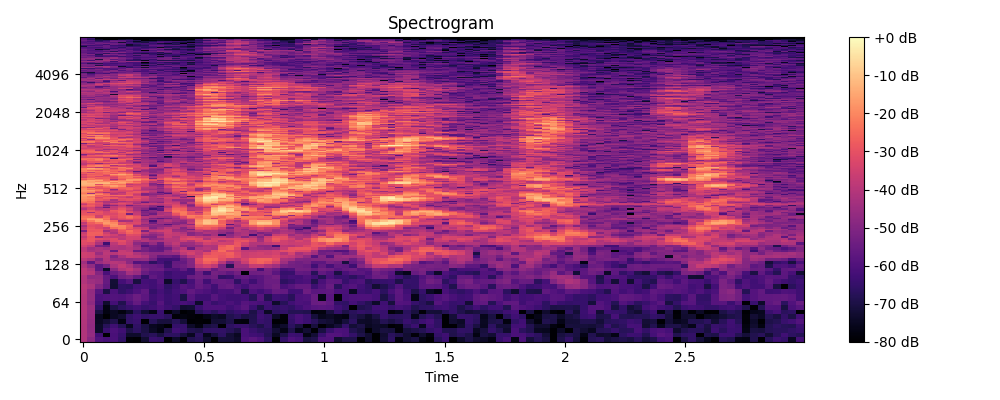 Spectrogram
Hz
4096
2048
1024
512
256
128
64
0
0
0.5
1
1.5
2
2.5
Time
+0 dB
-10 dB
-20 dB
-30 dB
-40 dB
-50 dB
-60 dB
-70 dB
-80 dB